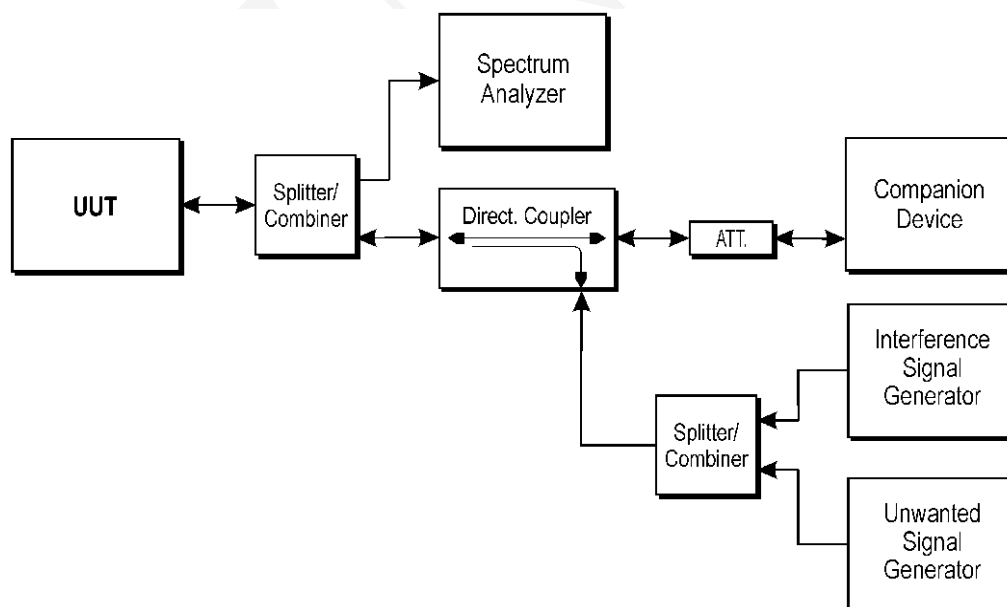 Spectrum
Analyzer
UUT
Splitter/
Combiner
Direct. Coupler
ATT.
Companion
Device
Interference
Signal
Generator
Splitter/
Combiner
Unwanted
Signal
Generator